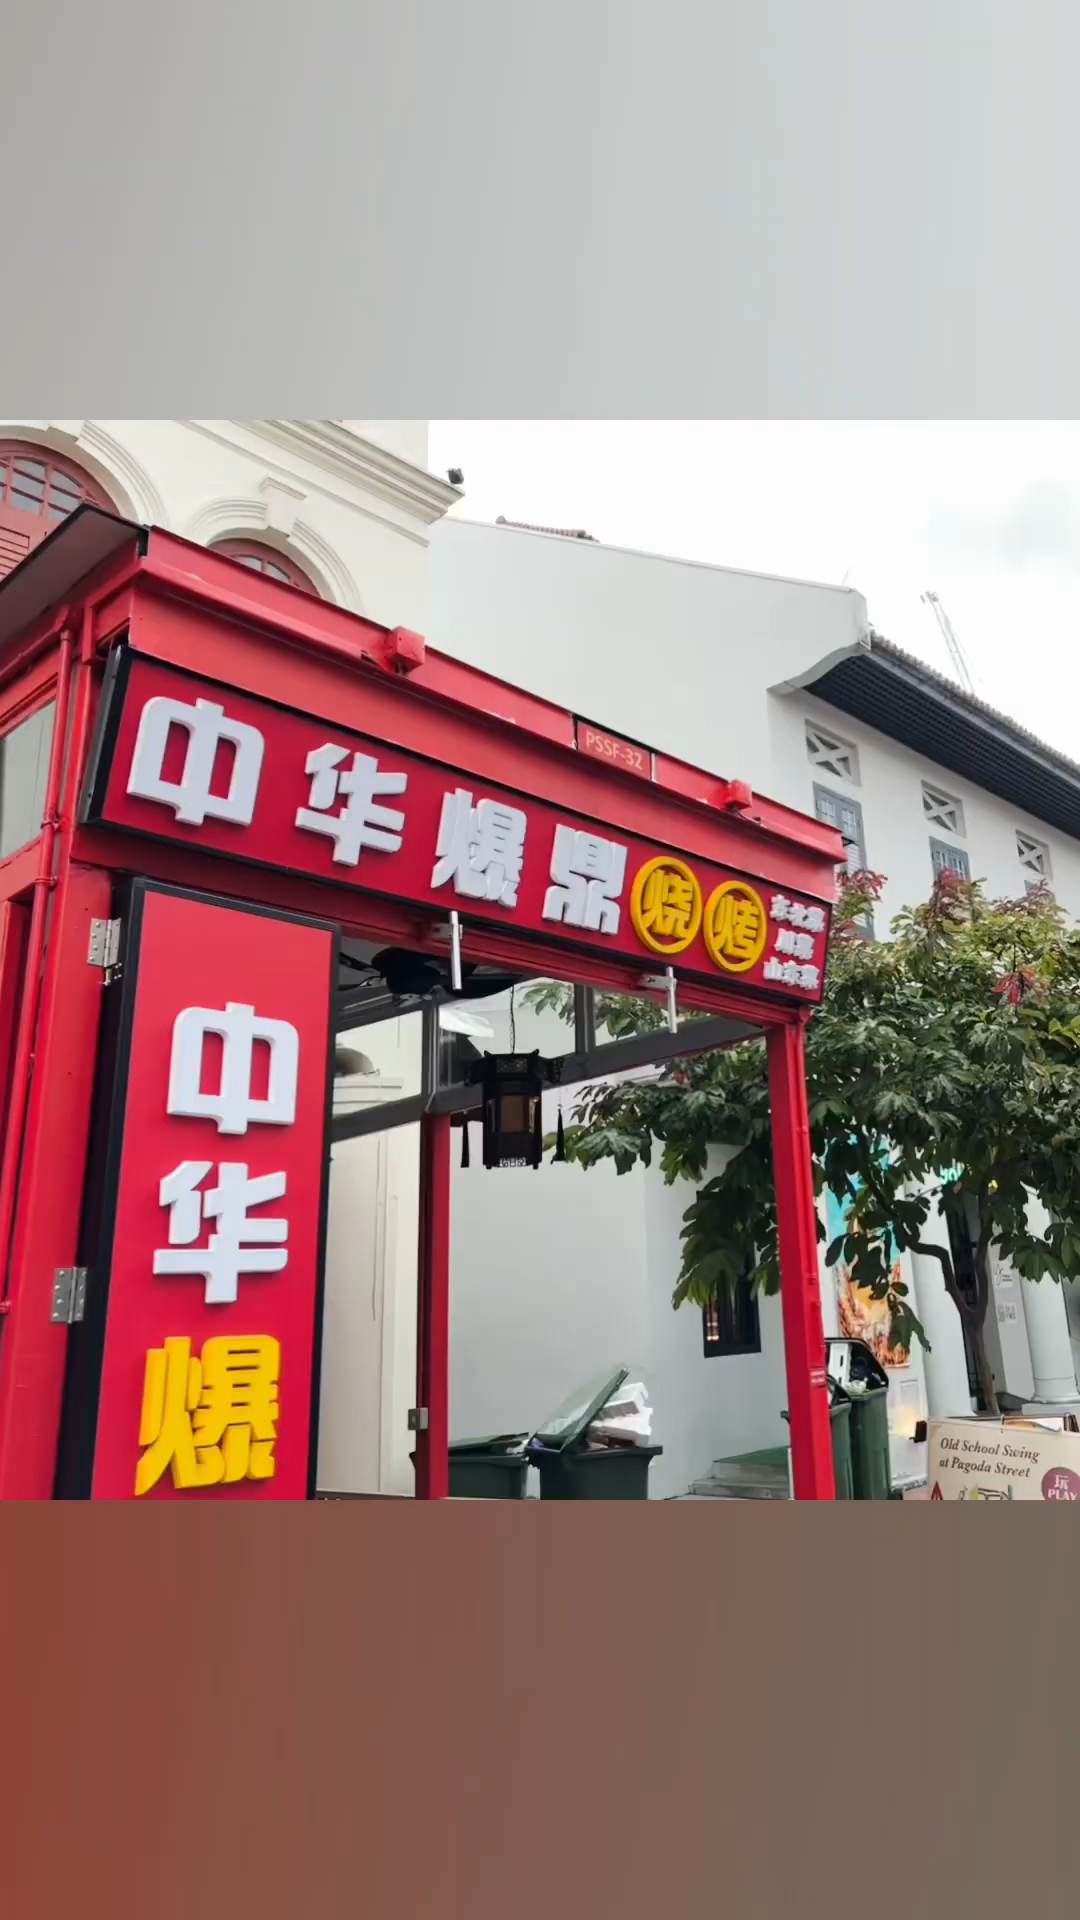 PSSF-32
中华爆鼎烧烤
东北菜
川菜
山东菜
中
华
爆
Old School Swing
at Pagoda Street
玩
PLAY